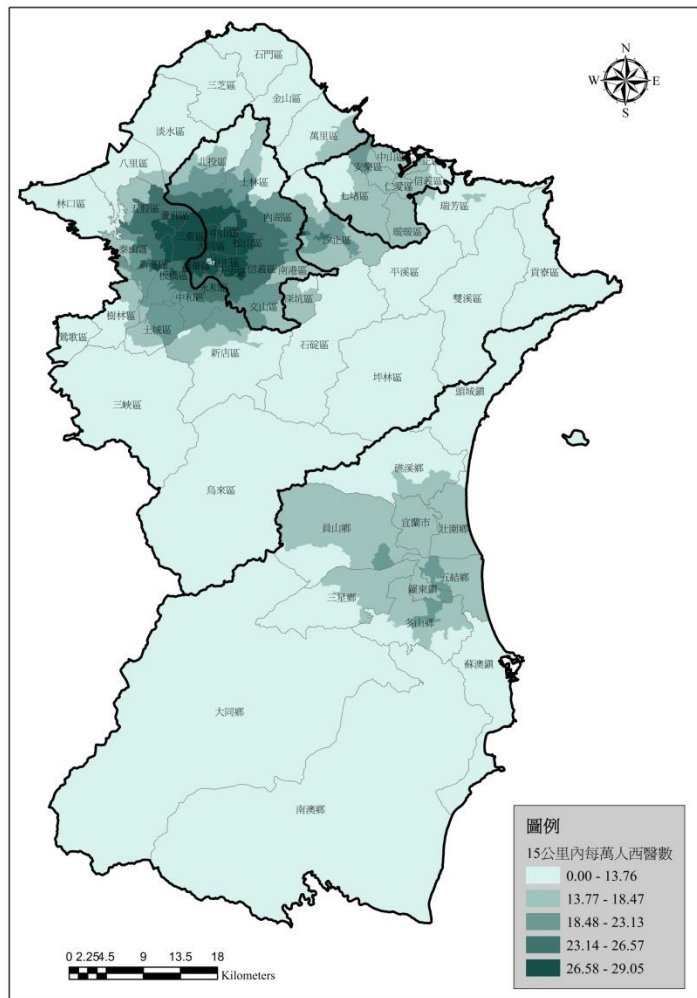 石門區
三芝區
金山區
N
W E
S
淡水區
萬里區
八里區
北投區
中山區
安樂區
信義區
士林區
仁愛區
林口區
七堵區
瑞芳區
五股區
蘆洲區
內湖區
暖暖區
三重區
松山區
汐止區
貢寮區
泰山區
平溪區
信義區
南港區
雙溪區
板橋區
永和區
深坑區
中和區
文山區
樹林區
土城區
鶯歌區
新店區
石碇區
坪林區
頭城鎮
三峽區
烏來區
礁溪鄉
員山鄉
宜蘭市
壯圍鄉
五結鄉
三星鄉
羅東鎮
冬山鄉
蘇澳鎮
大同鄉
南澳鄉
圖例
15公里內每萬人西醫數
0.00 - 13.76
13.77 - 18.47
18.48 - 23.13
23.14 - 26.57
26.58 - 29.05
0 2.25 4.5 9 13.5 18
Kilometers